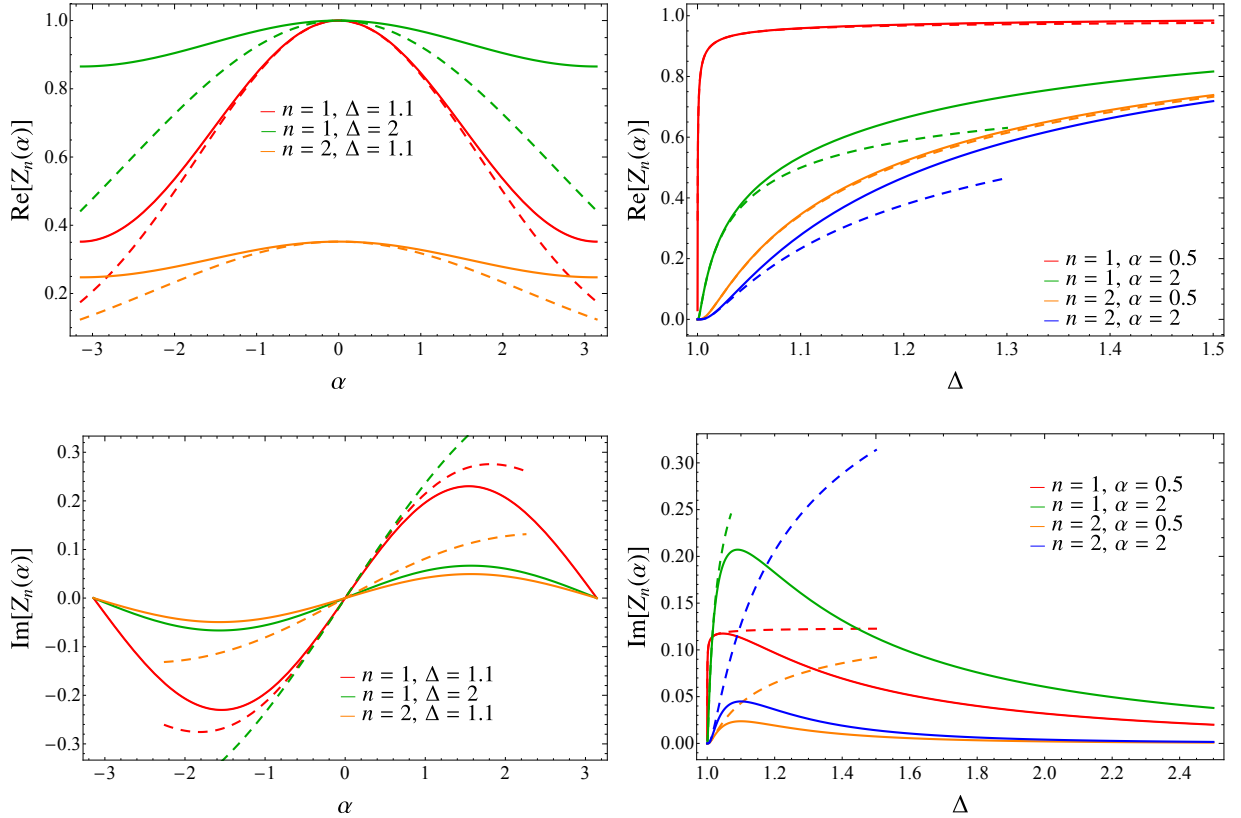 Re[Zn(α)]
1.0
0.8
0.6
0.4
0.2
n = 1, Δ = 1.1
n = 1, Δ = 2
n = 2, Δ = 1.1
−3 −2 −1 0 1 2 3
α
Re[Zn(α)]
1.0
0.8
0.6
0.4
0.2
0.0
n = 1, α = 0.5
n = 1, α = 2
n = 2, α = 0.5
n = 2, α = 2
1.0 1.1 1.2 1.3 1.4 1.5
Δ
Im[Zn(α)]
0.3
0.2
0.1
0.0
−0.1
−0.2
−0.3
n = 1, Δ = 1.1
n = 1, Δ = 2
n = 2, Δ = 1.1
−3 −2 −1 0 1 2 3
α
Im[Zn(α)]
0.30
0.25
0.20
0.15
0.10
0.05
0.00
n = 1, α = 0.5
n = 1, α = 2
n = 2, α = 0.5
n = 2, α = 2
1.0 1.2 1.4 1.6 1.8 2.0 2.2 2.4
Δ